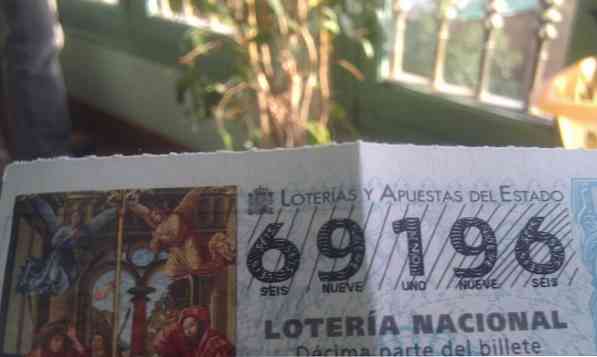 LOTERÍAS Y APUESTAS DEL ESTADO
69196
SEIS NUEVE UNO NUEVE SEIS
LOTERÍA NACIONAL
Décima parte del billete